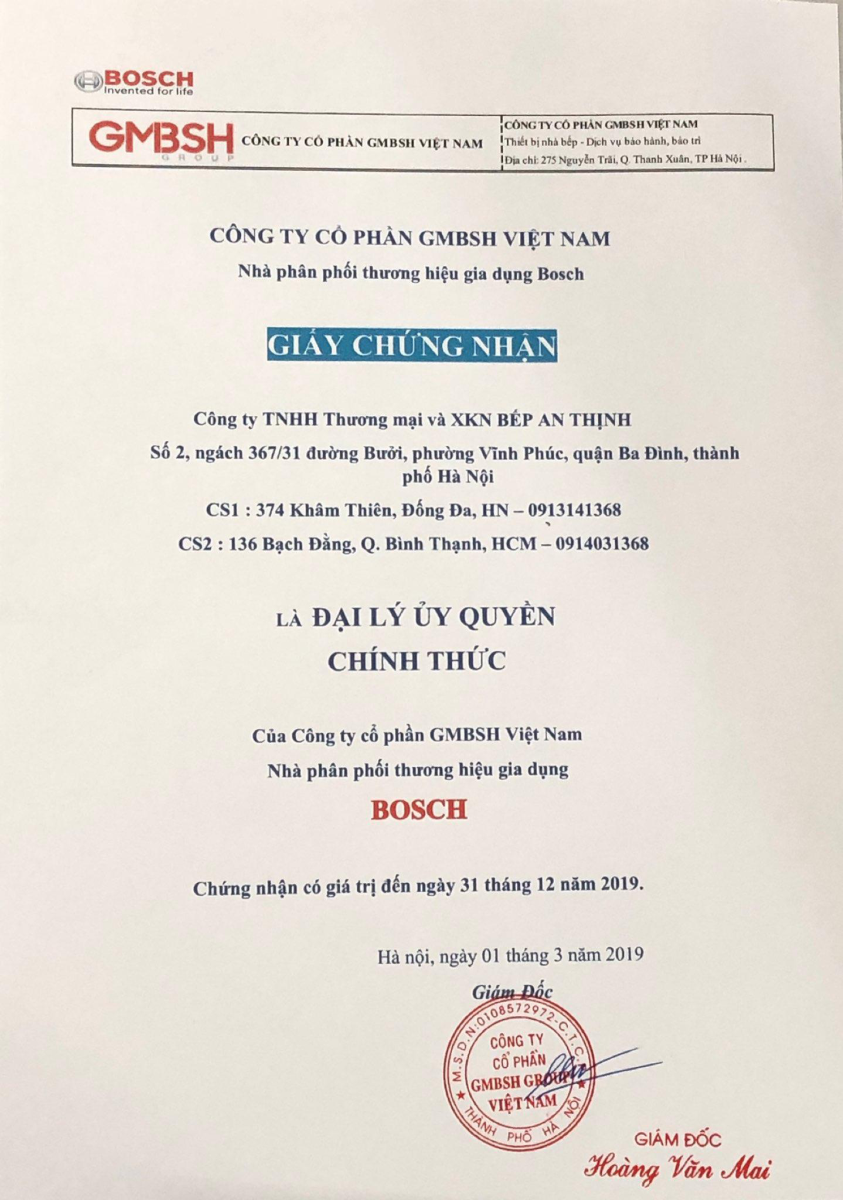 BOSCH
Invented for life
GMBSH
GROUP
CÔNG TY CỔ PHẦN GMBSH VIỆT NAM
CÔNG TY CỔ PHẦN GMBSH VIỆT NAM
Thiết bị nhà bếp - Dịch vụ bảo hành, bảo trì
Địa chỉ: 275 Nguyễn Trãi, Q. Thanh Xuân, TP Hà Nội .
CÔNG TY CỔ PHẦN GMBSH VIỆT NAM
Nhà phân phối thương hiệu gia dụng Bosch
GIẤY CHỨNG NHẬN
Công ty TNHH Thương mại và XKN BẾP AN THỊNH
Số 2, ngách 367/31 đường Bưởi, phường Vĩnh Phúc, quận Ba Đình, thành
phố Hà Nội
CS1 : 374 Khâm Thiên, Đống Đa, HN – 0913141368
CS2 : 136 Bạch Đằng, Q. Bình Thạnh, HCM – 0914031368
LÀ ĐẠI LÝ ỦY QUYỀN
CHÍNH THỨC
Của Công ty cổ phần GMBSH Việt Nam
Nhà phân phối thương hiệu gia dụng
BOSCH
Chứng nhận có giá trị đến ngày 31 tháng 12 năm 2019.
Hà nội, ngày 01 tháng 3 năm 2019
Giám Đốc
M.S.D.N:0108572972-C.T.C.
CÔNG TY
CỔ PHẦN
GMBSH GROUP
VIỆT NAM
THÀNH PHỐ HÀ NỘI
GIÁM ĐỐC
Hoàng Văn Mai